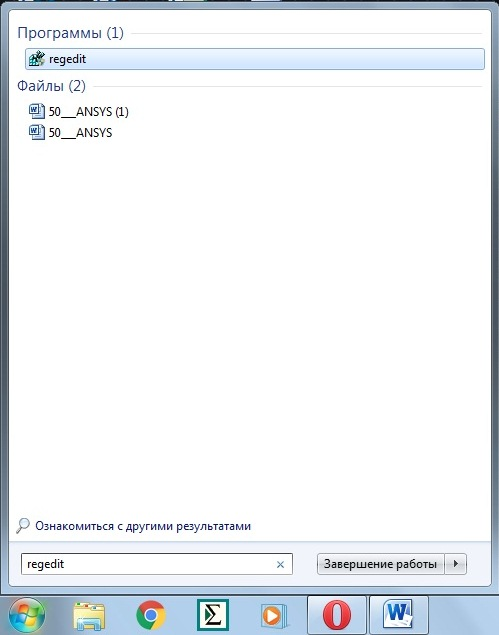 Программы (1)
regedit
Файлы (2)
50___ANSYS (1)
50___ANSYS
Ознакомиться с другими результатами
regedit
Завершение работы